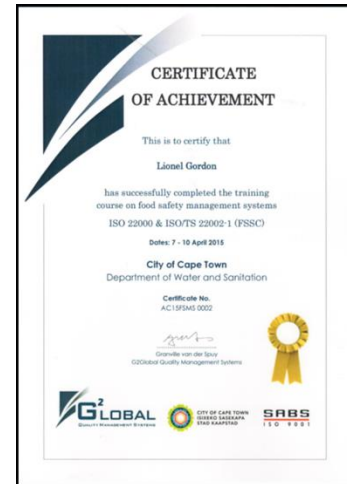 CERTIFICATE
OF ACHIEVEMENT
This is to certify that
Lionel Gordon
has successfully completed the training
course on food safety management systems
ISO 22000 & ISO/TS 22002-1 (FSSC)
Dates: 7 - 10 April 2015
City of Cape Town
Department of Water and Sanitation
Certificate No.
AC15FSMS 0002
Granville van der Spuy
G2Global Quality Management Systems
G2LOBAL
QUALITY MANAGEMENT SYSTEMS
CITY OF CAPE TOWN
ISIXEKO SASEKAPA
STAD KAAPSTAD
SABS
ISO 9001